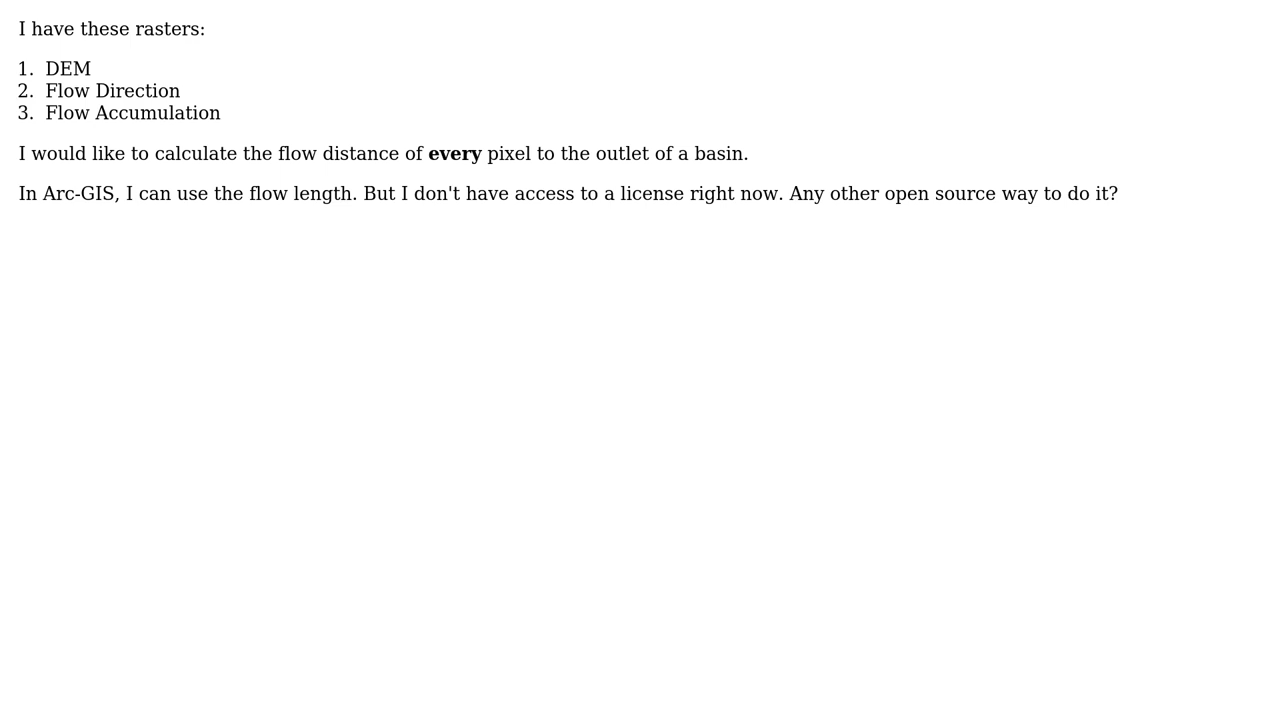 I have these rasters:
1. DEM
2. Flow Direction
3. Flow Accumulation
I would like to calculate the flow distance of every pixel to the outlet of a basin.
In Arc-GIS, I can use the flow length. But I don't have access to a license right now. Any other open source way to do it?